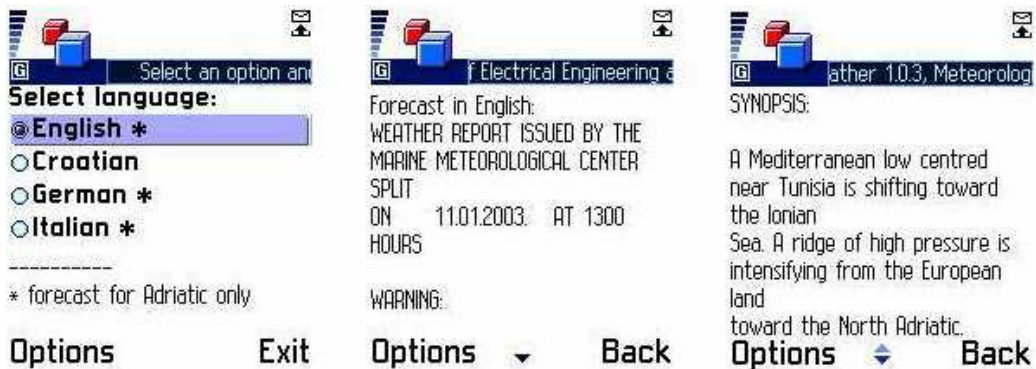 G
Select an option an
Select language:
English *
Croatian
German *
Italian *
----------
* forecast for Adriatic only
Options Exit
G
f Electrical Engineering a
Forecast in English:
WEATHER REPORT ISSUED BY THE
MARINE METEOROLOGICAL CENTER
SPLIT
ON 11.01.2003. AT 1300
HOURS
WARNING:
Options Back
G
ather 1.0.3, Meteorolog
SYNOPSIS:
A Mediterranean low centred
near Tunisia is shifting toward
the Ionian
Sea. A ridge of high pressure is
intensifying from the European
land
toward the North Adriatic.
Options Back